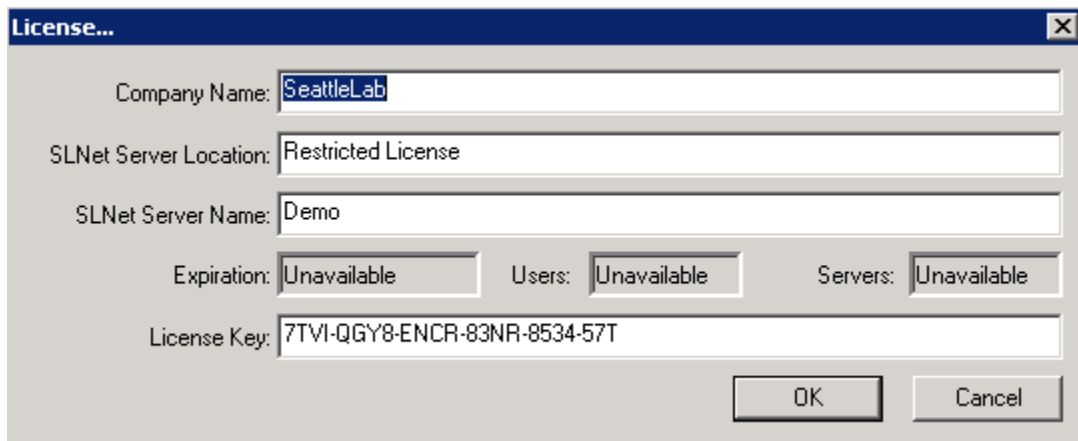 License...
Company Name: SeattleLab
SLNet Server Location: Restricted License
SLNet Server Name: Demo
Expiration: Unavailable Users: Unavailable Servers: Unavailable
License Key: 7TVI-QGY8-ENCR-83NR-8534-57T
OK Cancel